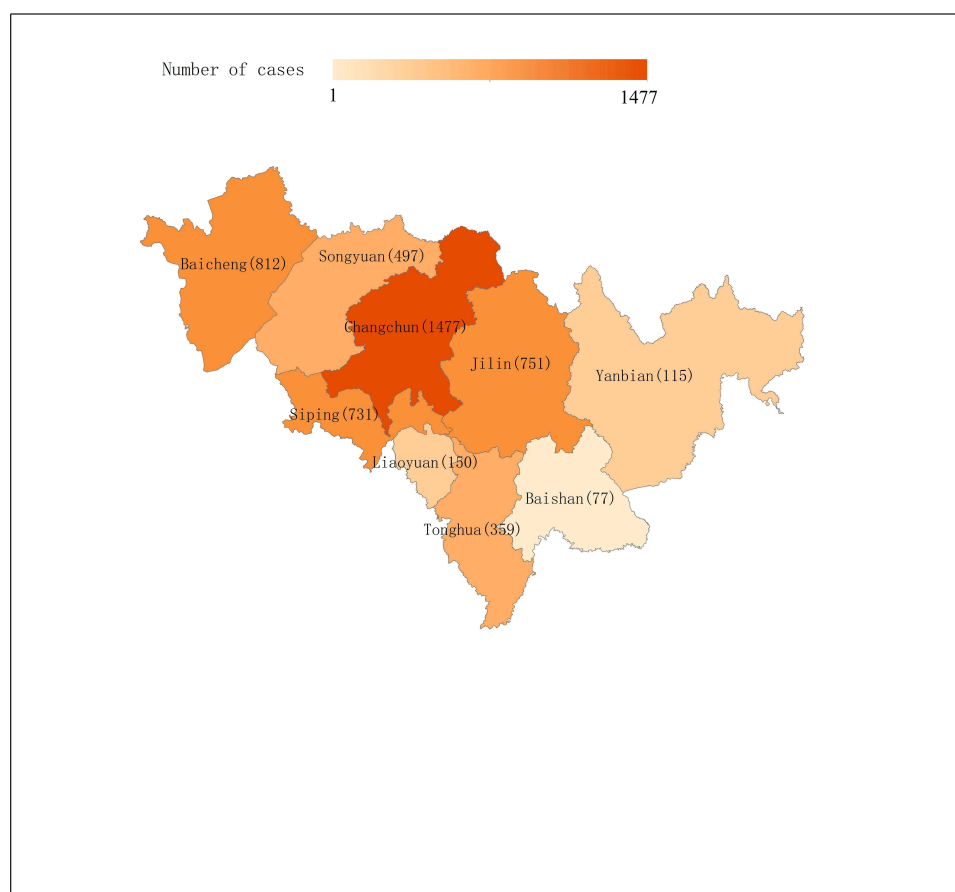 Number of cases
1 1477
Baicheng(812)
Songyuan(497)
Changchun(1477)
Jilin(751)
Yanbian(115)
Siping(731)
Liaoyuan(150)
Baishan(77)
Tonghua(359)